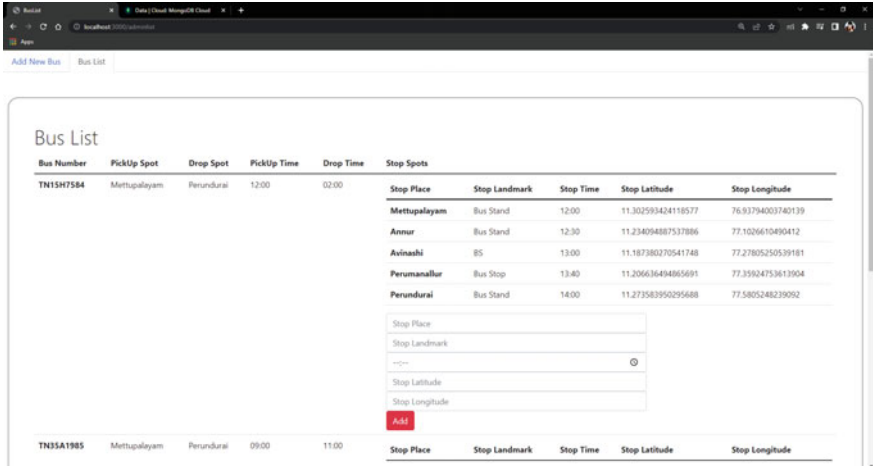 BusList
Data | Cloud: MongoDB Cloud
localhost:3000/adminlist
Apps
Add New Bus Bus List
Bus List
Bus Number PickUp Spot Drop Spot PickUp Time Drop Time Stop Spots
TN15H7584 Mettupalayam Perundurai 12:00 02:00
Stop Place Stop Landmark Stop Time Stop Latitude Stop Longitude
Mettupalayam Bus Stand 12:00 11.302593424118577 76.93794003740139
Annur Bus Stand 12:30 11.234094887537886 77.1026610490412
Avinashi BS 13:00 11.187380270541748 77.27805250539181
Perumanallur Bus Stop 13:40 11.206636494865691 77.35924753613904
Perundurai Bus Stand 14:00 11.273583950295688 77.5805248239092
Stop Place
Stop Landmark
--:--
Stop Latitude
Stop Longitude
Add
TN35A1985 Mettupalayam Perundurai 09:00 11:00
Stop Place Stop Landmark Stop Time Stop Latitude Stop Longitude